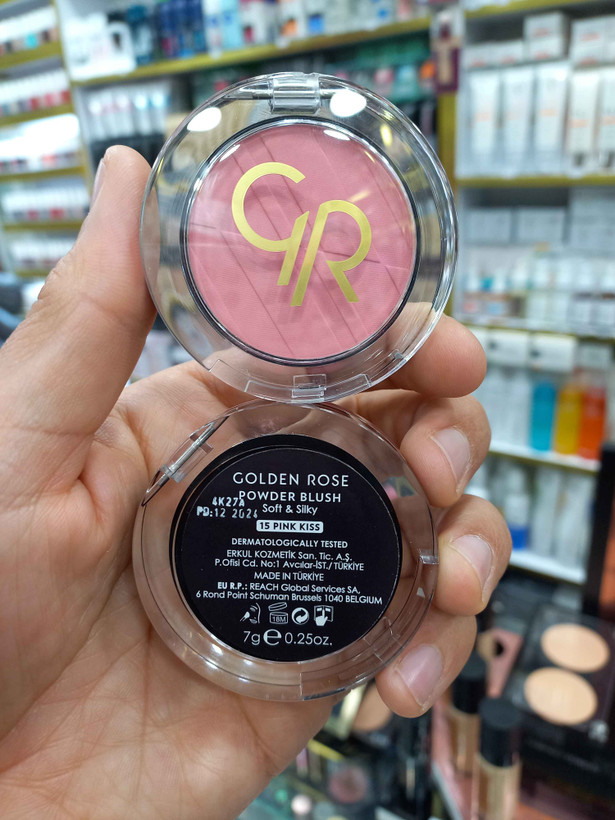 GR
GOLDEN ROSE
POWDER BLUSH
4K27A
PD:12 2024
Soft & Silky
15 PINK KISS
DERMATOLOGICALLY TESTED
ERKUL KOZMETİK San. Tic. A.Ş.
P.Ofisi Cd. No:1 Avcılar-İST./TÜRKİYE
MADE IN TÜRKİYE
EU R.P.: REACH Global Services SA,
6 Rond Point Schuman Brussels 1040 BELGIUM
18M
7g e 0.25oz.